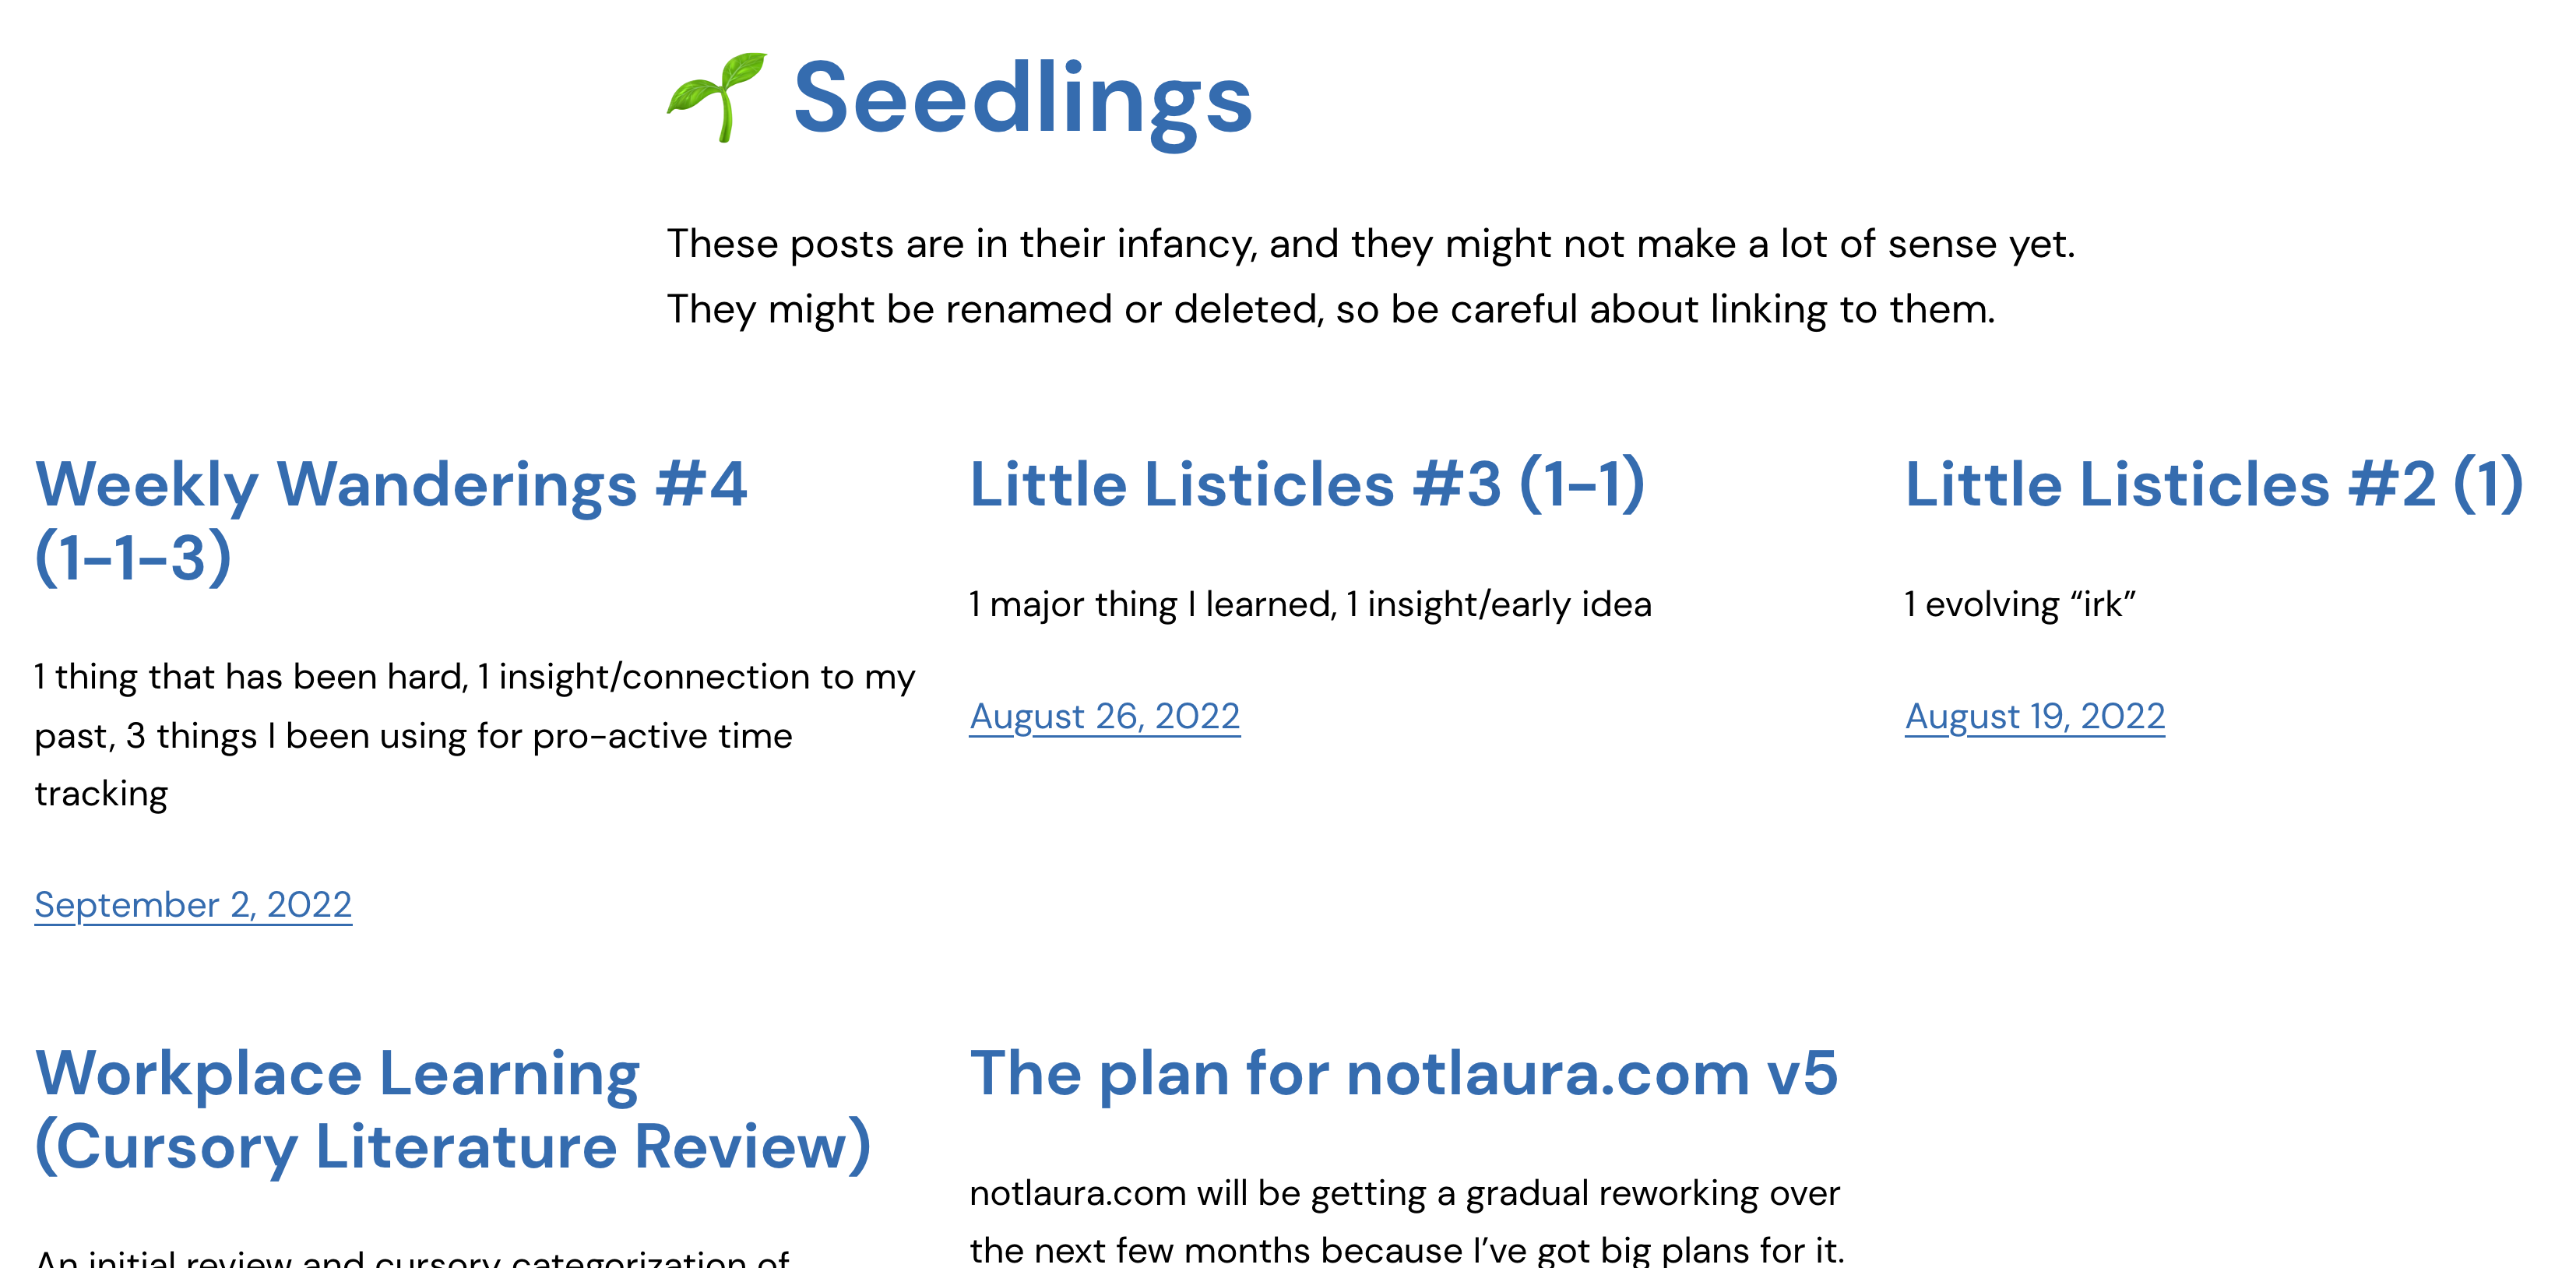 🌱 Seedlings
These posts are in their infancy, and they might not make a lot of sense yet.
They might be renamed or deleted, so be careful about linking to them.
Weekly Wanderings #4
(1-1-3)
1 thing that has been hard, 1 insight/connection to my
past, 3 things I been using for pro-active time
tracking
September 2, 2022
Little Listicles #3 (1-1)
1 major thing I learned, 1 insight/early idea
August 26, 2022
Little Listicles #2 (1)
1 evolving “irk”
August 19, 2022
Workplace Learning
(Cursory Literature Review)
An initial review and cursory categorization of
The plan for notlaura.com v5
notlaura.com will be getting a gradual reworking over
the next few months because I’ve got big plans for it.